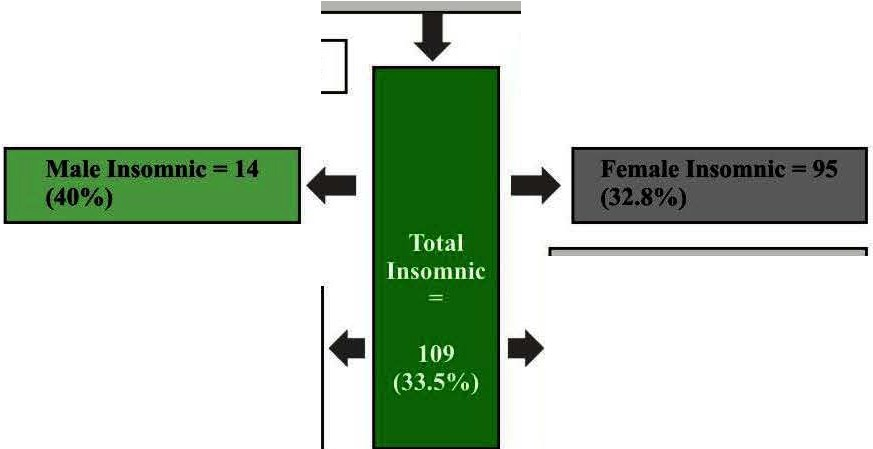 Male Insomnic = 14
(40%)
Female Insomnic = 95
(32.8%)
Total
Insomnic
=
109
(33.5%)